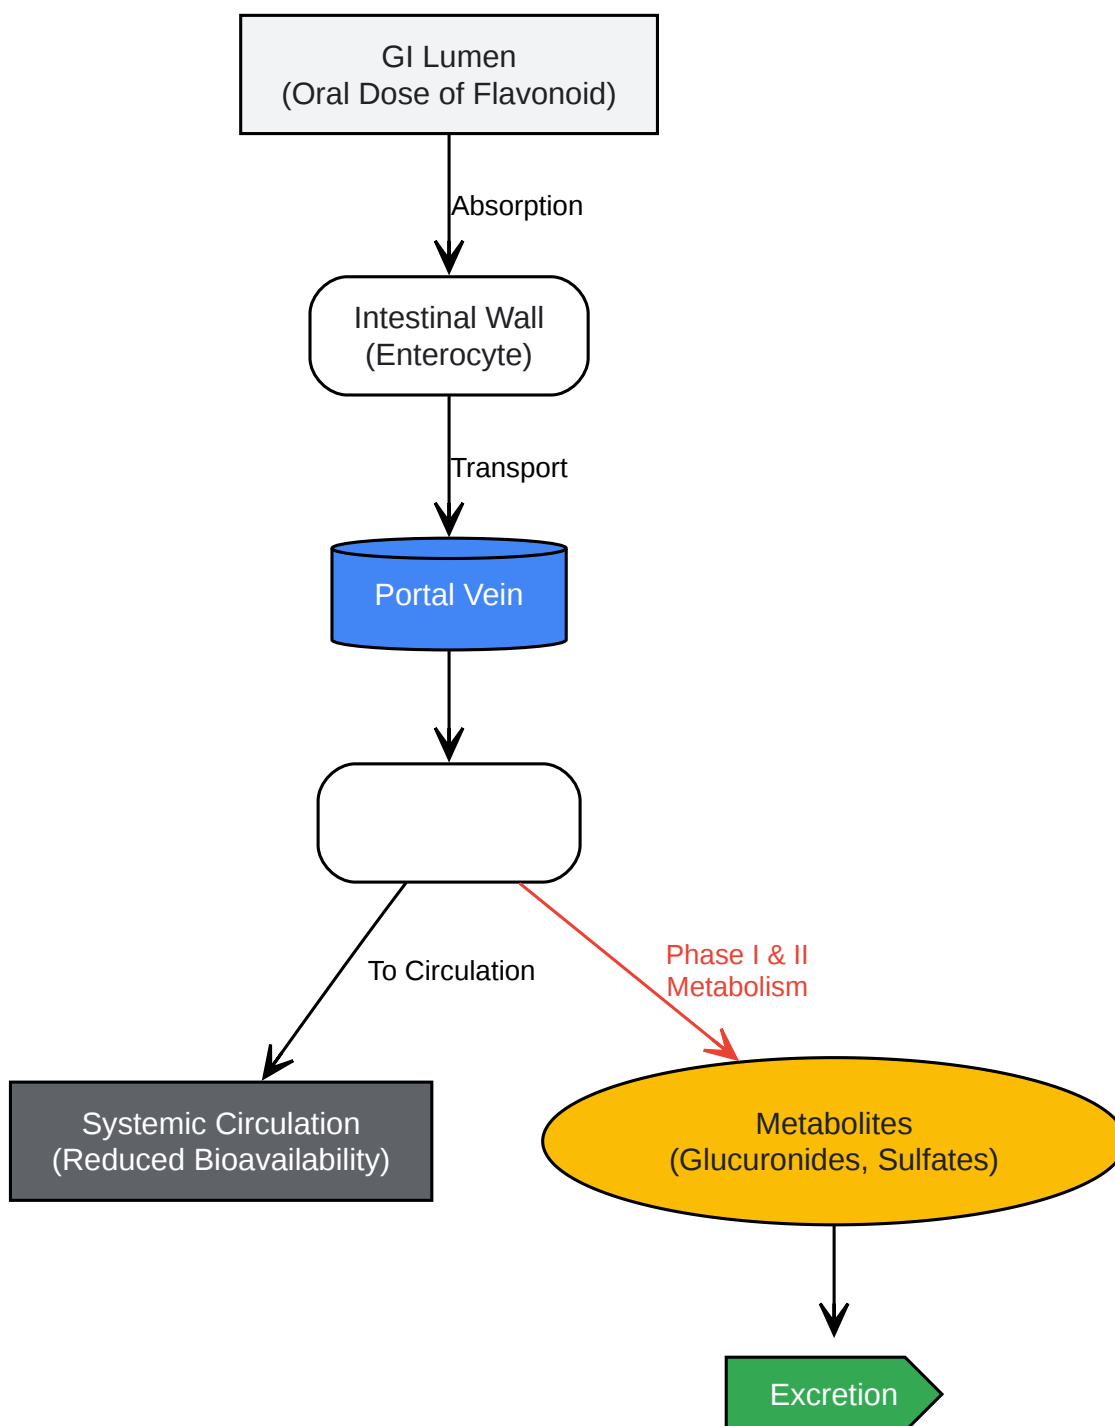 GI Lumen
(Oral Dose of Flavonoid)
Absorption
Intestinal Wall
(Enterocyte)
Transport
Portal Vein
To Circulation
Phase I & II
Metabolism
Systemic Circulation
(Reduced Bioavailability)
Metabolites
(Glucuronides, Sulfates)
Excretion